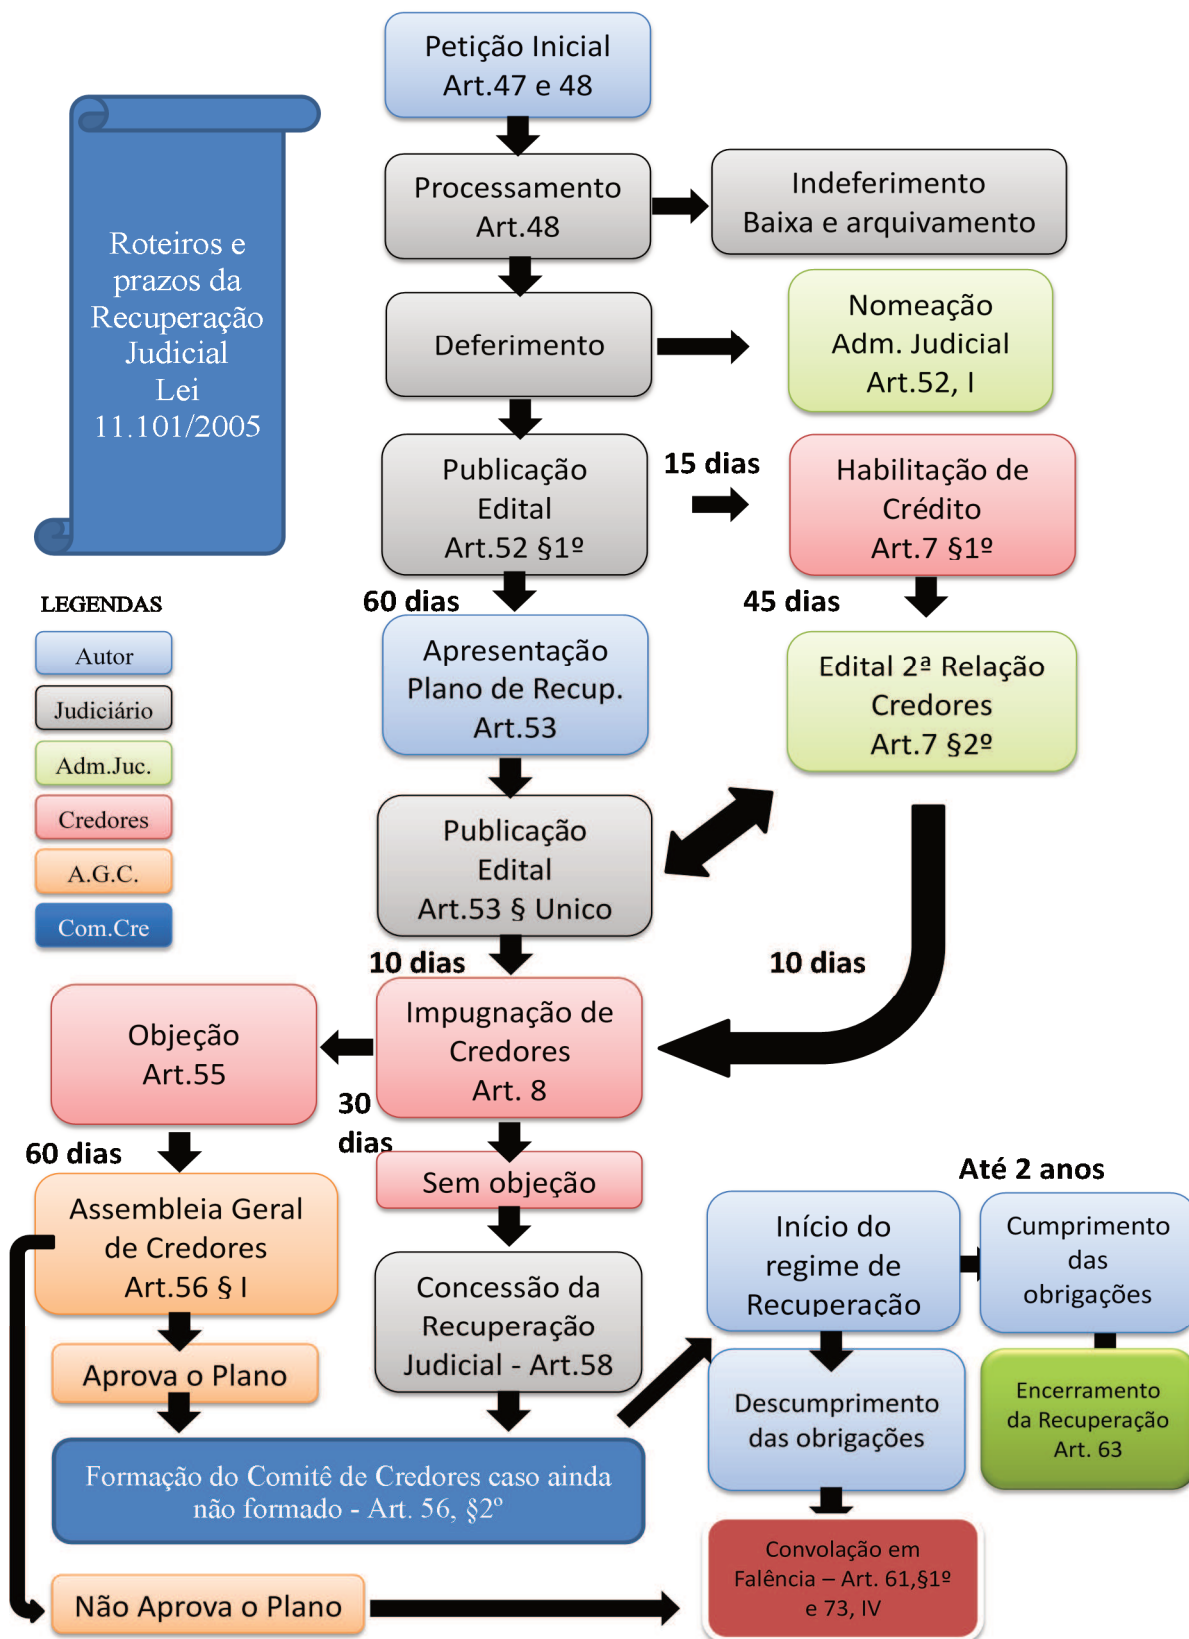 Petição Inicial
Art.47 e 48
Roteiros e
prazos da
Recuperação
Judicial
Lei
11.101/2005
Processamento
Art.48
Indeferimento
Baixa e arquivamento
Deferimento
Nomeação
Adm. Judicial
Art.52, I
Publicação
Edital
Art.52 §1º
15 dias
Habilitação de
Crédito
Art.7 §1º
60 dias
45 dias
LEGENDAS
Autor
Judiciário
Adm.Juc.
Credores
A.G.C.
Com.Cre
Apresentação
Plano de Recup.
Art.53
Edital 2ª Relação
Credores
Art.7 §2º
Publicação
Edital
Art.53 § Unico
10 dias
10 dias
Objeção
Art.55
Impugnação de
Credores
Art. 8
30
dias
60 dias
Sem objeção
Assembleia Geral
de Credores
Art.56 § I
Concessão da
Recuperação
Judicial - Art.58
Aprova o Plano
Até 2 anos
Início do
regime de
Recuperação
Cumprimento
das
obrigações
Descumprimento
das obrigações
Encerramento
da Recuperação
Art. 63
Formação do Comitê de Credores caso ainda
não formado - Art. 56, §2º
Convolação em
Falência – Art. 61,§1º
e 73, IV
Não Aprova o Plano